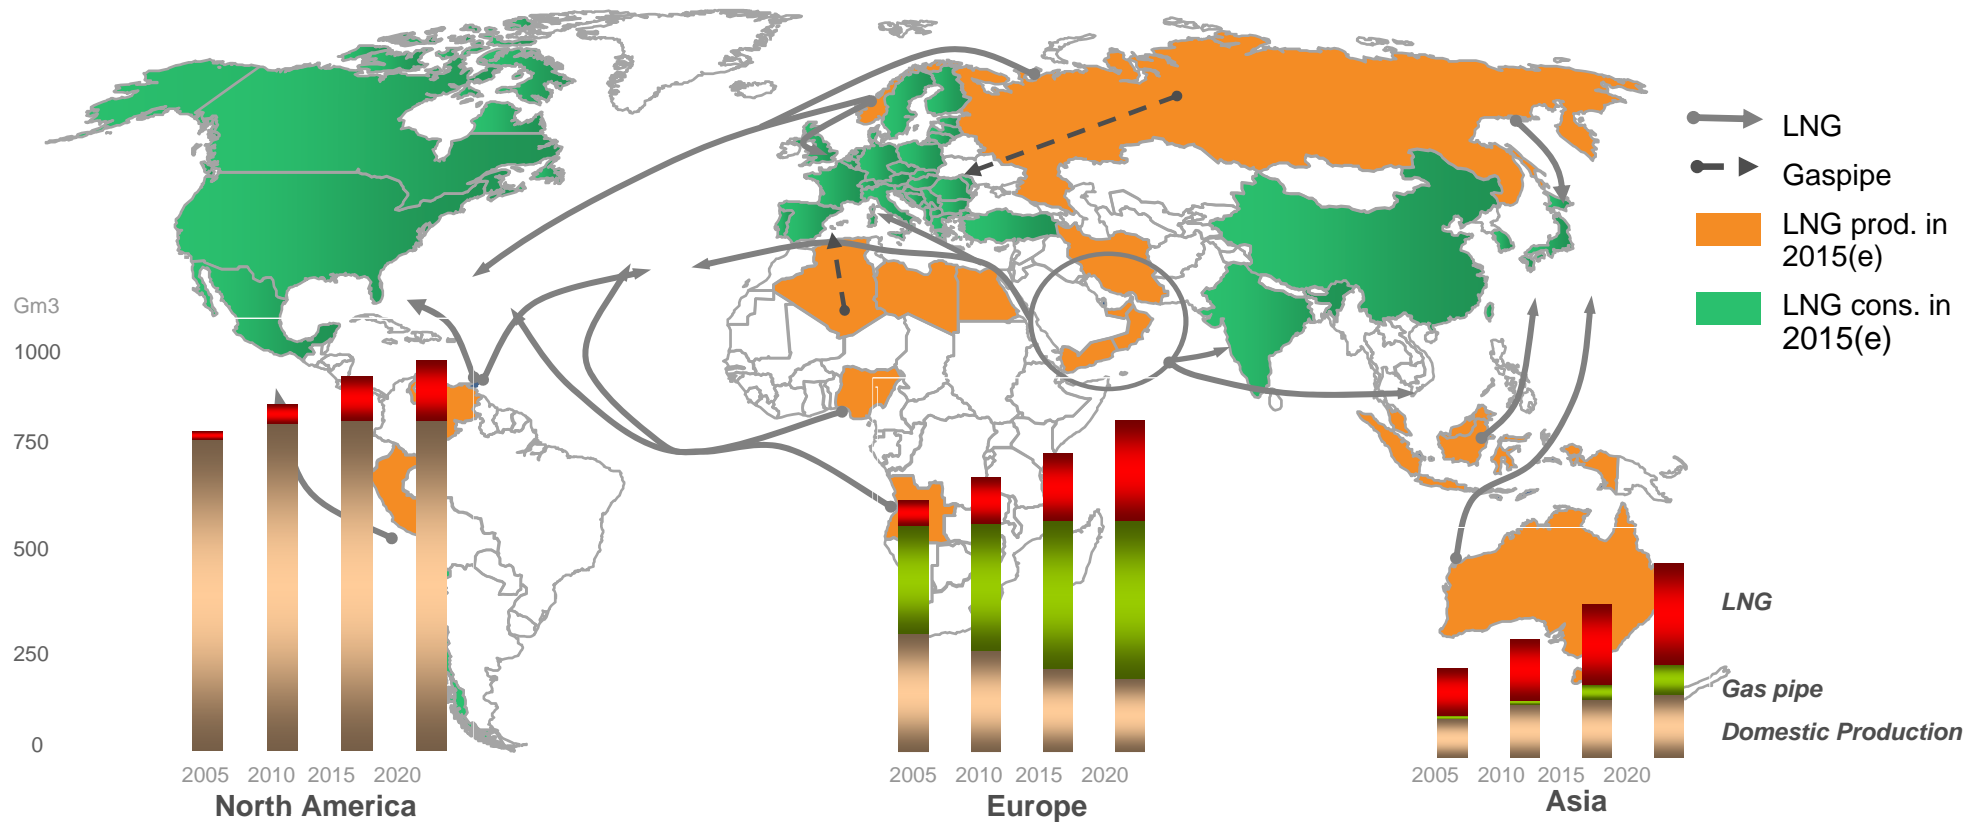 LNG
Gaspipe
LNG prod. in
2015(e)
LNG cons. in
2015(e)
Gm3
1000
750
500
250
0
LNG
Gas pipe
Domestic Production
2005 2010 2015 2020
North America
2005 2010 2015 2020
Europe
2005 2010 2015 2020
Asia